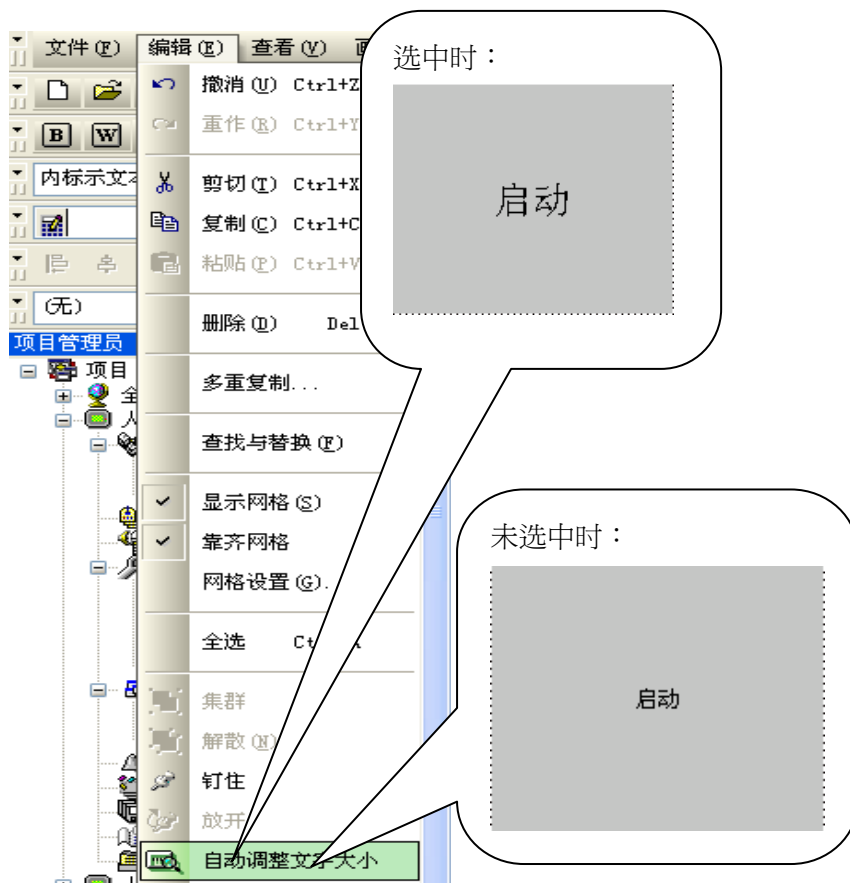 文件(F) 编辑(E) 查看(V)
B W
内标示文
(无)
项目管理员
项目
全
人
撤消(U) Ctrl+Z
重作(R) Ctrl+Y
剪切(T) Ctrl+X
复制(C) Ctrl+C
粘贴(P) Ctrl+V
删除(D) Del
多重复制...
查找与替换(F)
显示网格(S)
靠齐网格
网格设置(G).
全选
集群
解散(N)
钉住
放开
自动调整文字大小
选中时：
启动
未选中时：
启动